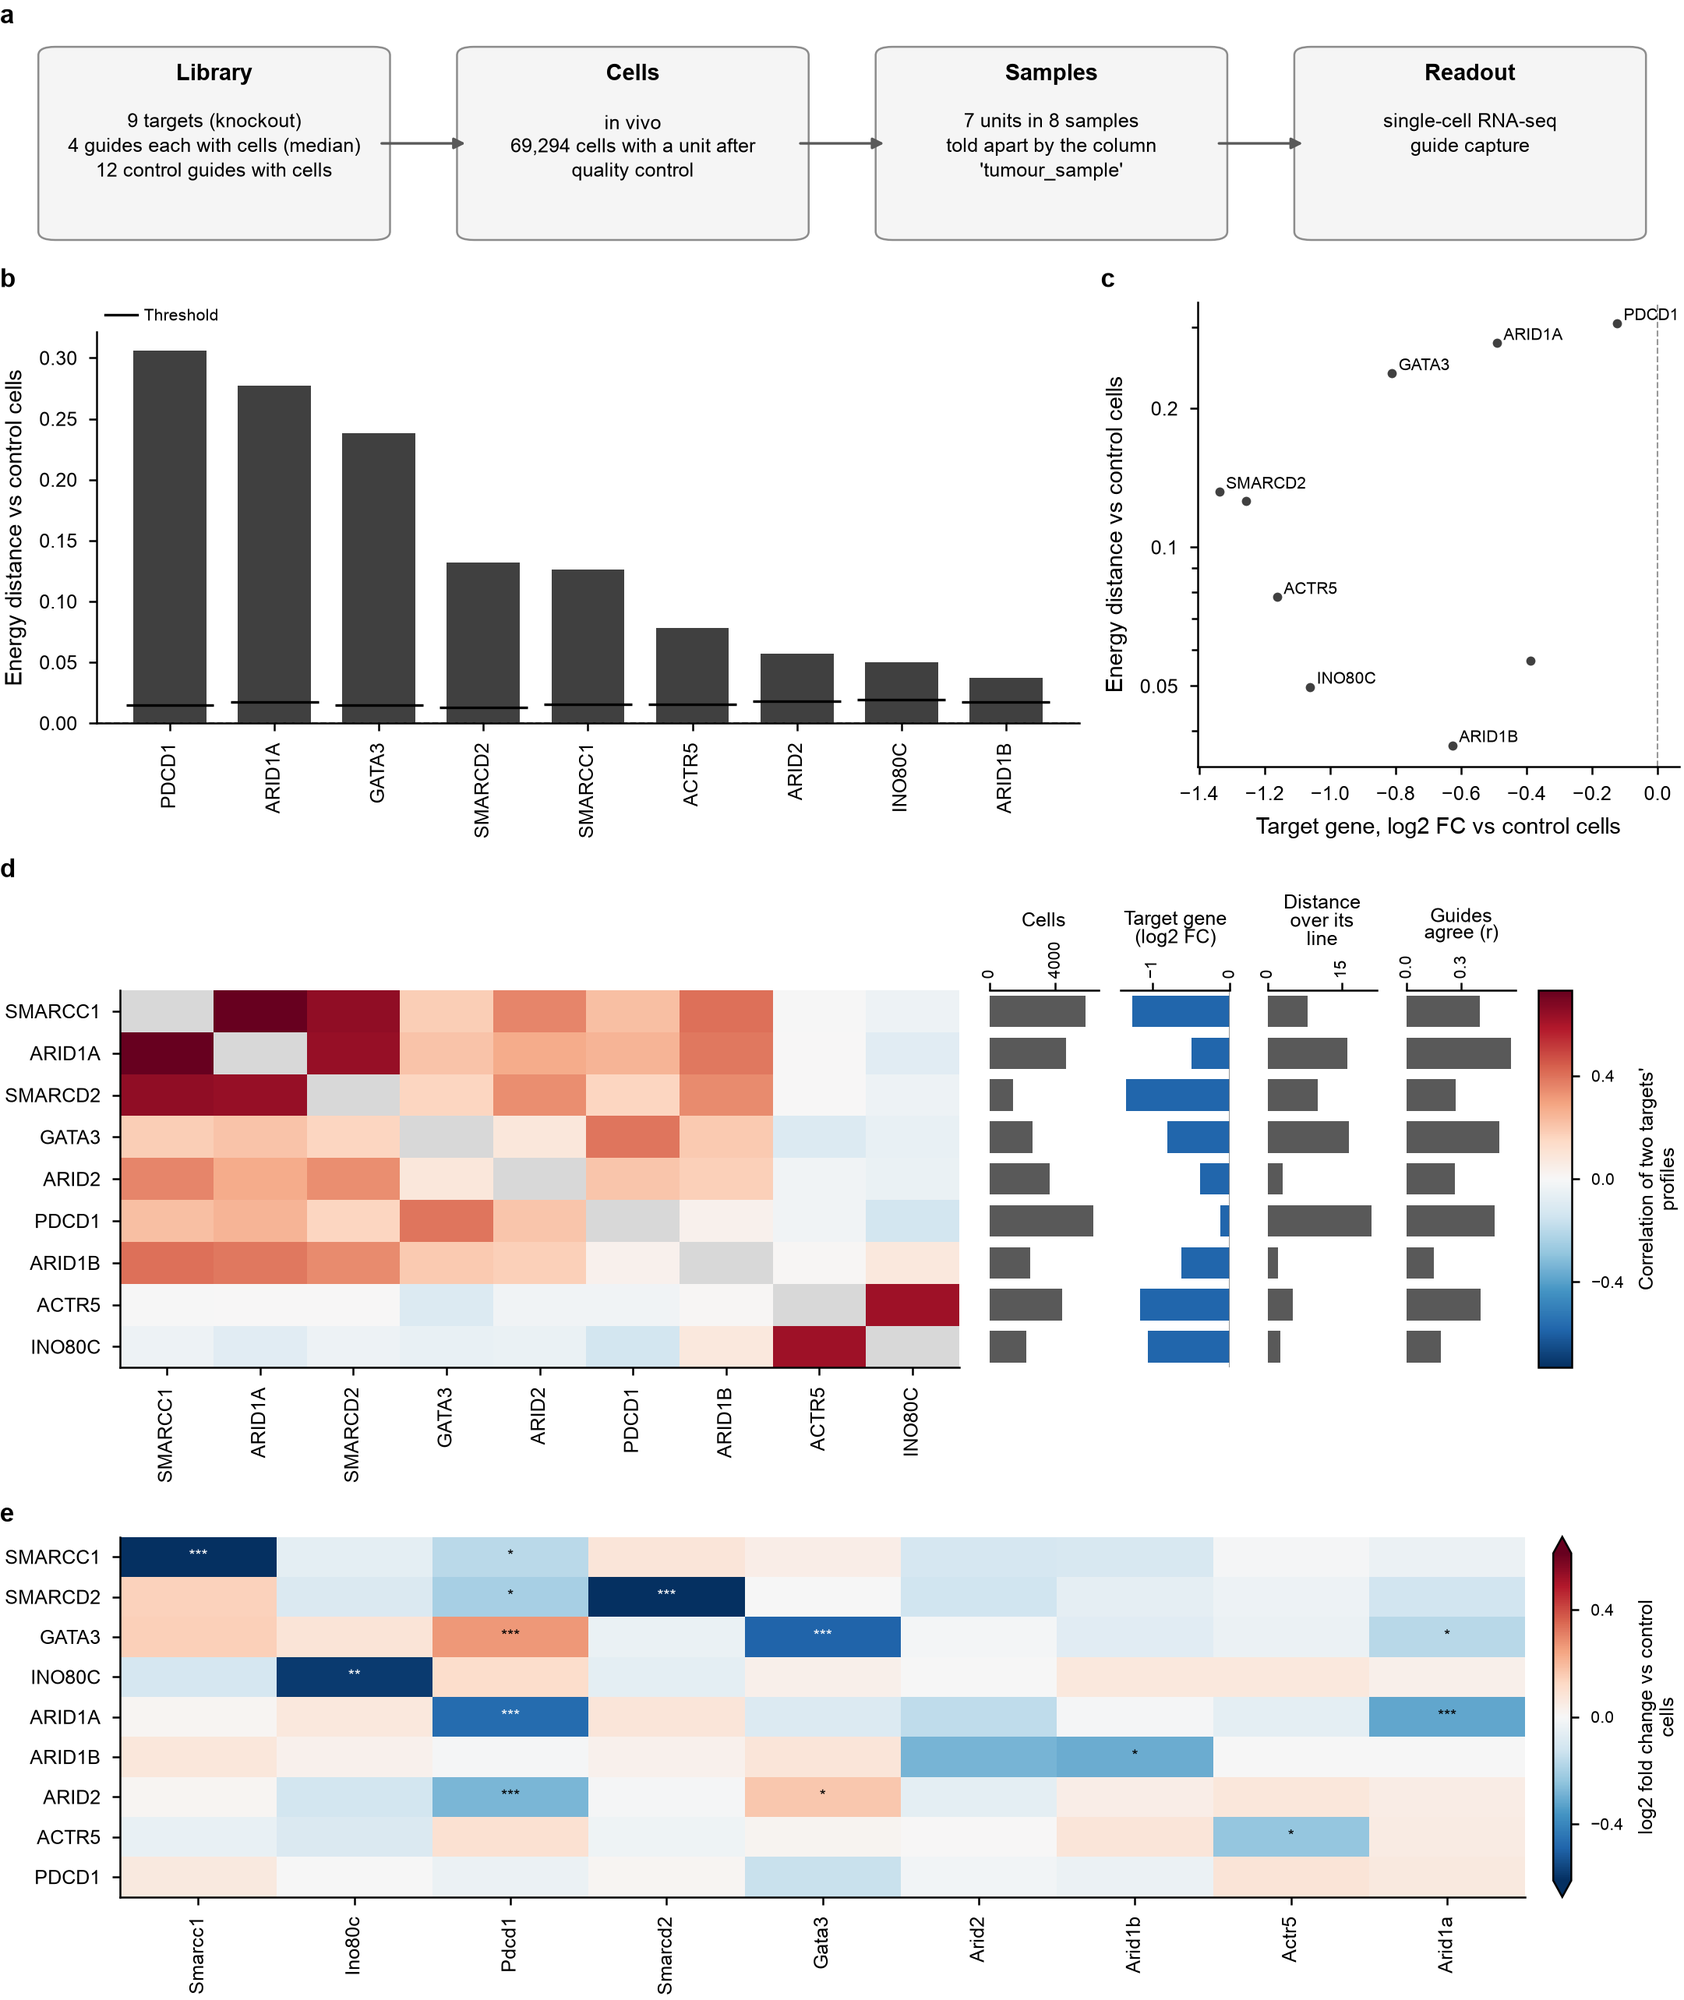 a
Library
9 targets (knockout)
4 guides each with cells (median)
12 control guides with cells
Cells
in vivo
69,294 cells with a unit after
quality control
Samples
7 units in 8 samples
told apart by the column
'tumour_sample'
Readout
single-cell RNA-seq
guide capture
b
Threshold
Energy distance vs control cells
0.30
0.25
0.20
0.15
0.10
0.05
0.00
PDCD1
ARID1A
GATA3
SMARCD2
SMARCC1
ACTR5
ARID2
INO80C
ARID1B
c
Energy distance vs control cells
0.2
0.1
0.05
PDCD1
ARID1A
GATA3
SMARCD2
ACTR5
INO80C
ARID1B
−1.4
−1.2
−1.0
−0.8
−0.6
−0.4
−0.2
0.0
Target gene, log2 FC vs control cells
d
SMARCC1
ARID1A
SMARCD2
GATA3
ARID2
PDCD1
ARID1B
ACTR5
INO80C
SMARCC1
ARID1A
SMARCD2
GATA3
ARID2
PDCD1
ARID1B
ACTR5
INO80C
Cells
0
4000
Target gene
(log2 FC)
−1
0
Distance
over its
line
0
15
Guides
agree (r)
0.0
0.3
0.4
0.0
−0.4
Correlation of two targets'
profiles
e
SMARCC1
*** *
SMARCD2
* ***
GATA3
*** *** *
INO80C
**
ARID1A
*** ***
ARID1B
*
ARID2
*** *
ACTR5
*
PDCD1
Smarcc1
Ino80c
Pdcd1
Smarcd2
Gata3
Arid2
Arid1b
Actr5
Arid1a
0.4
0.0
−0.4
log2 fold change vs control
cells